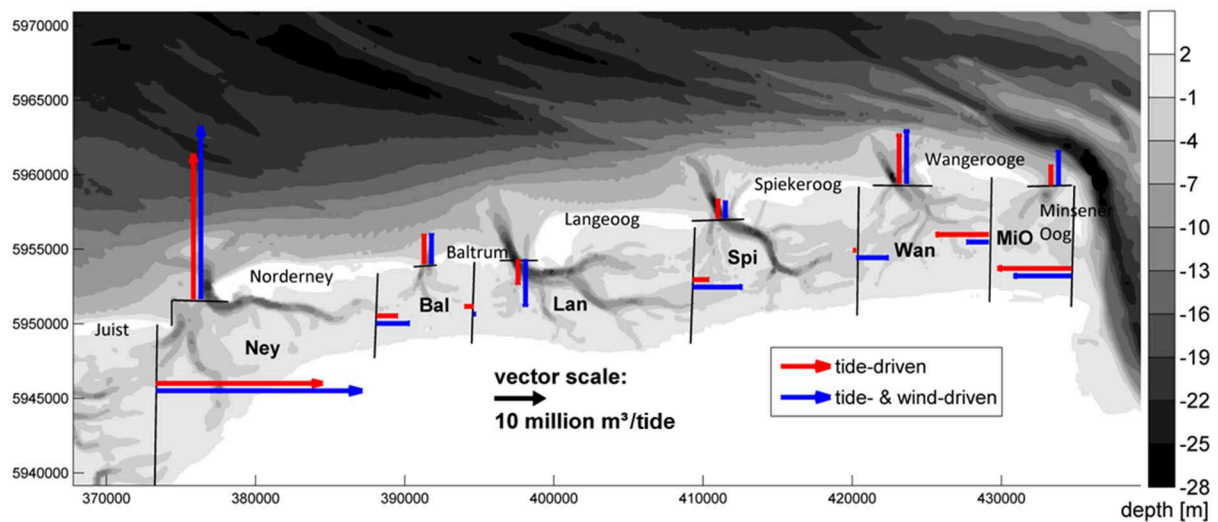 5970000
5965000
5960000
5955000
5950000
5945000
5940000
370000 380000 390000 400000 410000 420000 430000
Juist
Norderney
Baltrum
Langeoog
Spiekeroog
Wangerooge
Minsener
Oog
Ney
Bal
Lan
Spi
Wan
MiO
vector scale:
10 million m³/tide
tide-driven
tide- & wind-driven
2
-1
-4
-7
-10
-13
-16
-19
-22
-25
-28
depth [m]